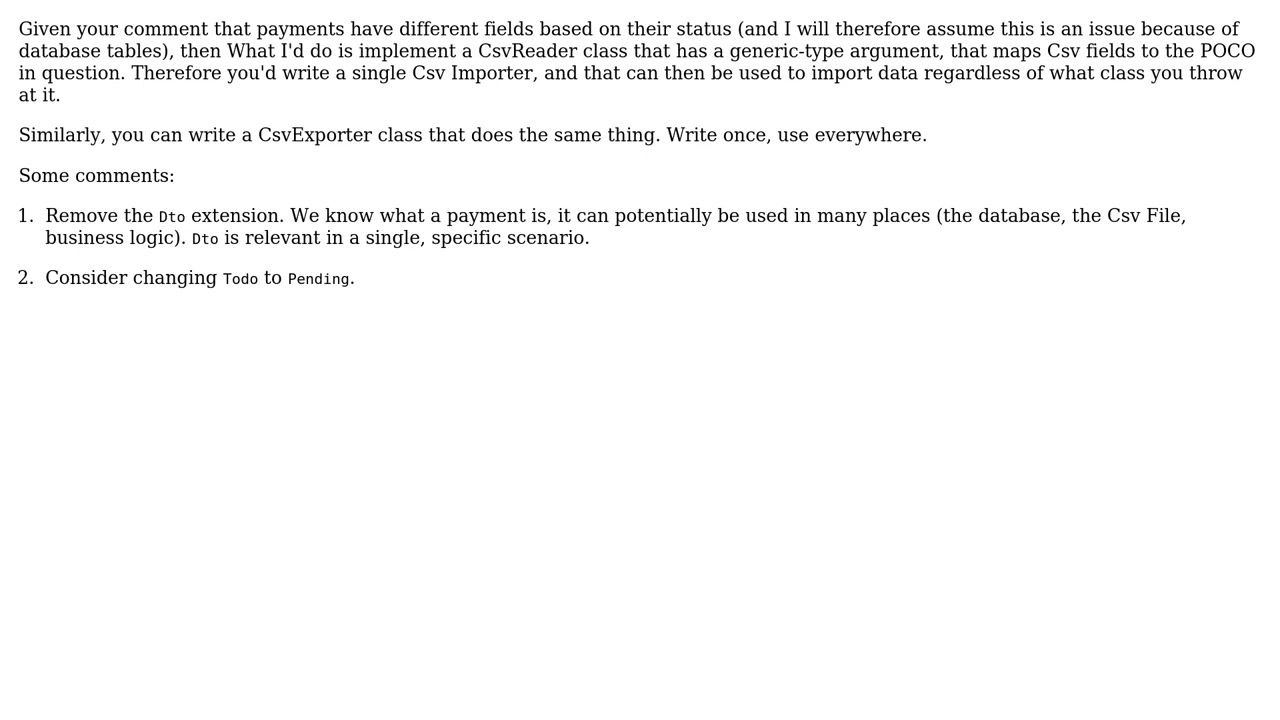 Given your comment that payments have different fields based on their status (and I will therefore assume this is an issue because of
database tables), then What I'd do is implement a CsvReader class that has a generic-type argument, that maps Csv fields to the POCO
in question. Therefore you'd write a single Csv Importer, and that can then be used to import data regardless of what class you throw
at it.
Similarly, you can write a CsvExporter class that does the same thing. Write once, use everywhere.
Some comments:
1. Remove the Dto extension. We know what a payment is, it can potentially be used in many places (the database, the Csv File,
business logic). Dto is relevant in a single, specific scenario.
2. Consider changing Todo to Pending.